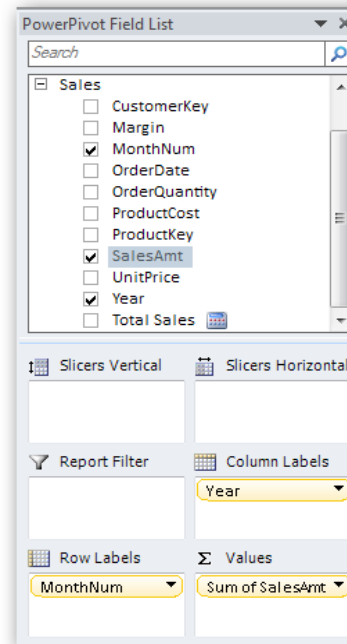 PowerPivot Field List
Search
Sales
CustomerKey
Margin
MonthNum
OrderDate
OrderQuantity
ProductCost
ProductKey
SalesAmt
UnitPrice
Year
Total Sales
Slicers Vertical
Slicers Horizontal
Report Filter
Column Labels
Year
Row Labels
Σ Values
MonthNum
Sum of SalesAmt